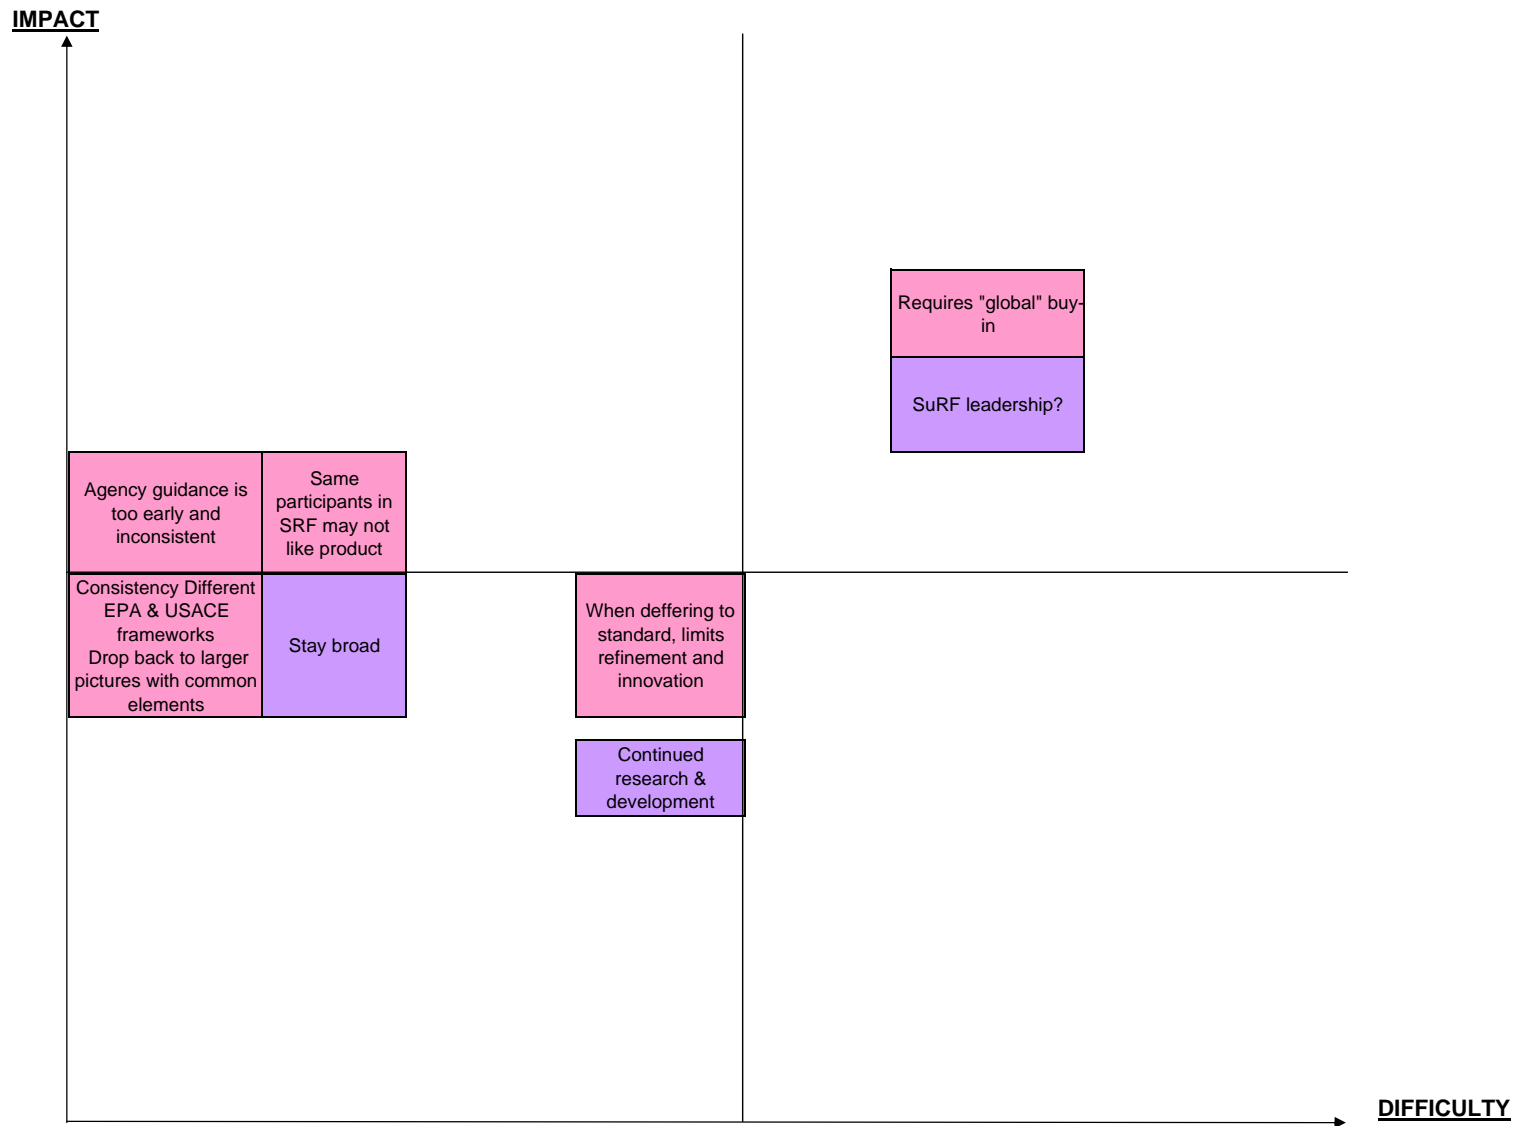 IMPACT
Requires "global" buy-
in
SuRF leadership?
Agency guidance is
too early and
inconsistent
Same
participants in
SRF may not
like product
Consistency Different
EPA & USACE
frameworks
Drop back to larger
pictures with common
elements
Stay broad
When deffering to
standard, limits
refinement and
innovation
Continued
research &
development
DIFFICULTY